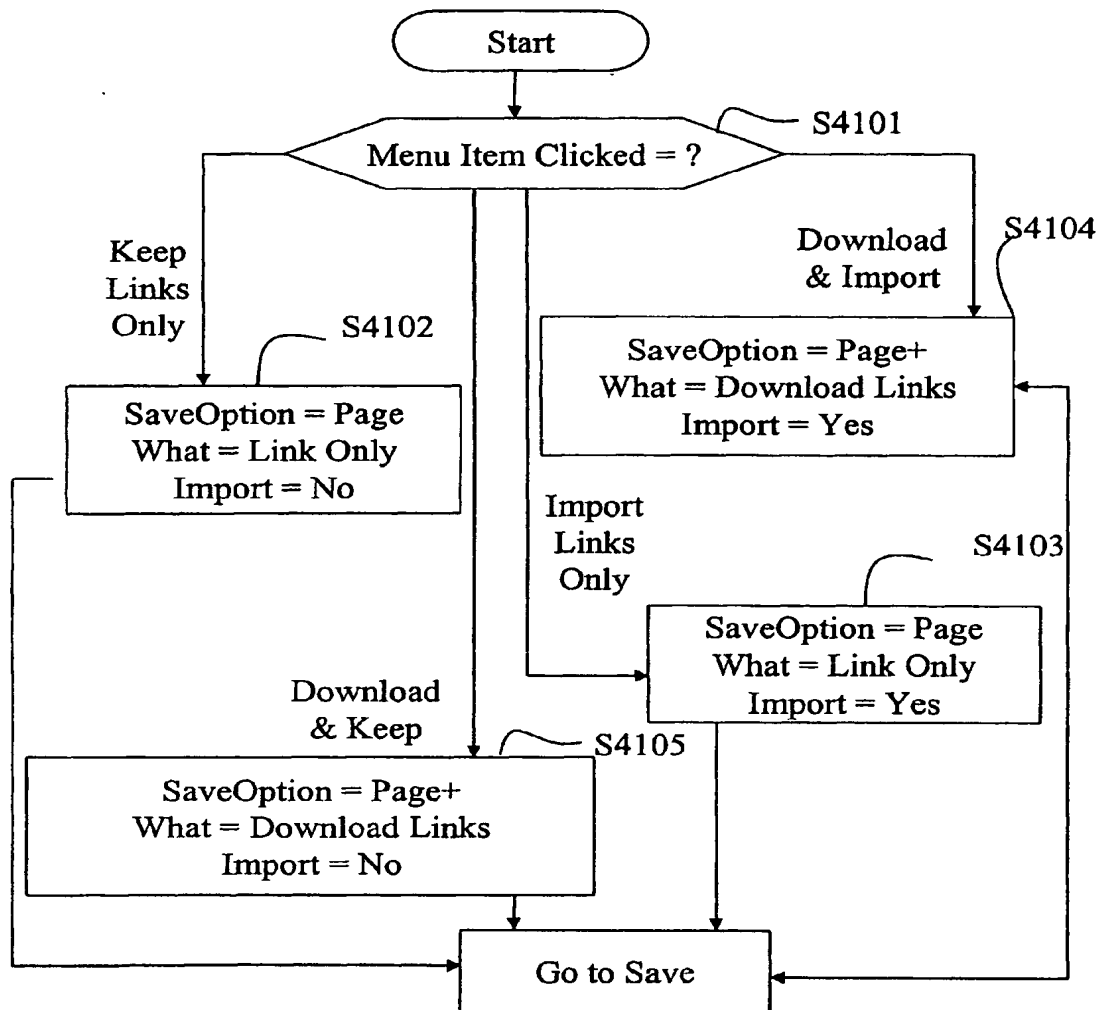 Start
S4101
Menu Item Clicked = ?
Keep
Links
Only
Download
& Import
S4104
S4102
SaveOption = Page+
What = Download Links
Import = Yes
SaveOption = Page
What = Link Only
Import = No
Import
Links
Only
S4103
SaveOption = Page
What = Link Only
Import = Yes
Download
& Keep
S4105
SaveOption = Page+
What = Download Links
Import = No
Go to Save